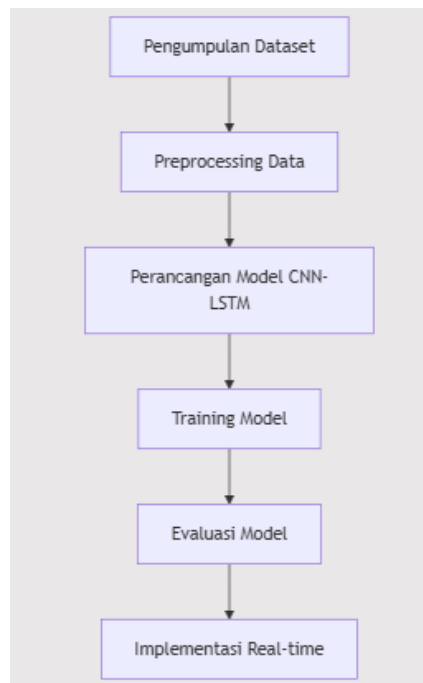 Pengumpulan Dataset
Preprocessing Data
Perancangan Model CNN-
LSTM
Training Model
Evaluasi Model
Implementasi Real-time